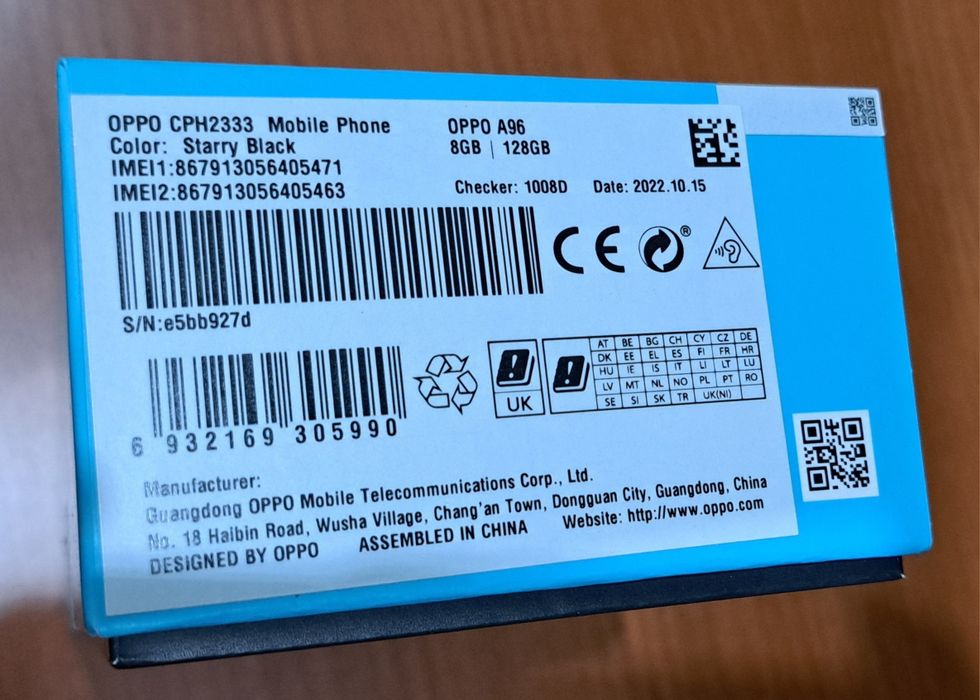 OPPO CPH2333 Mobile Phone OPPO A96
Color: Starry Black 8GB | 128GB
IMEI1:867913056405471
IMEI2:867913056405463 Checker: 1008D Date: 2022.10.15
CE ®
S/N:e5bb927d
UK
AT BE BG CH CY CZ DE
DK EE EL ES FI FR HR
HU IE IS IT LI LT LU
LV MT NL NO PL PT RO
SE SI SK TR UK(NI)
6 932169 305990
Manufacturer:
Guangdong OPPO Mobile Telecommunications Corp., Ltd.
No. 18 Haibin Road, Wusha Village, Chang'an Town, Dongguan City, Guangdong, China
DESIGNED BY OPPO ASSEMBLED IN CHINA Website: http://www.oppo.com